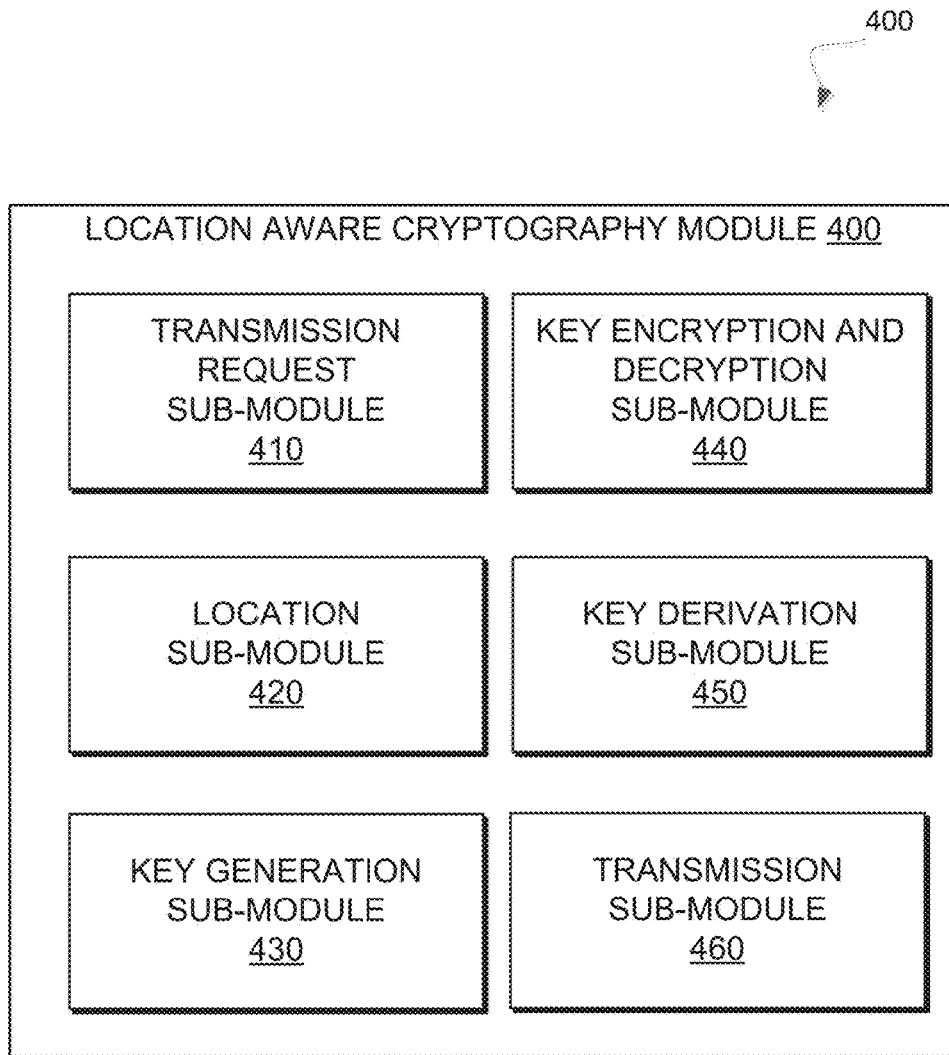 400
LOCATION AWARE CRYPTOGRAPHY MODULE 400
TRANSMISSION
REQUEST
SUB-MODULE
410
KEY ENCRYPTION AND
DECRYPTION
SUB-MODULE
440
LOCATION
SUB-MODULE
420
KEY DERIVATION
SUB-MODULE
450
KEY GENERATION
SUB-MODULE
430
TRANSMISSION
SUB-MODULE
460